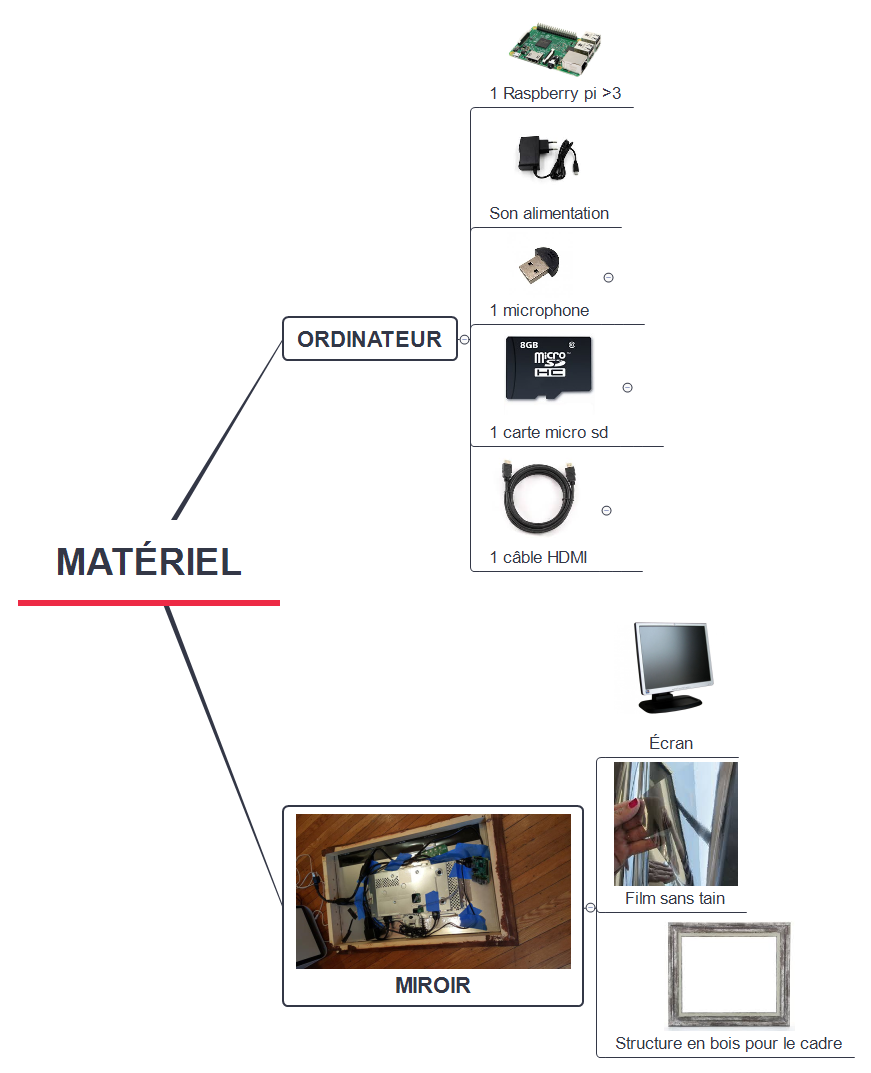 1 Raspberry pi >3
Son alimentation
1 microphone
ORDINATEUR
8GB
micro
SD
HC
1 carte micro sd
1 câble HDMI
MATÉRIEL
Écran
Film sans tain
MIROIR
Structure en bois pour le cadre